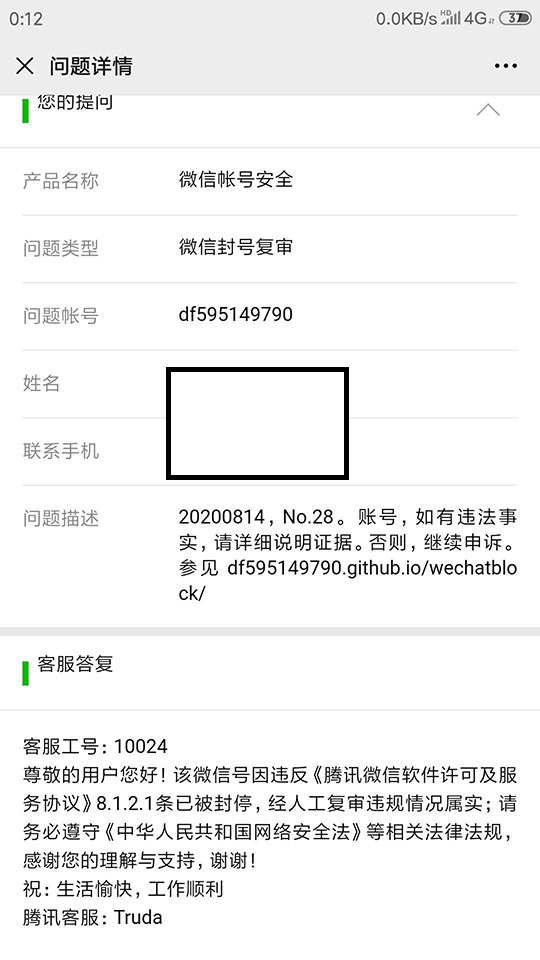 0:12
0.0KB/s HD 4G 37
问题详情
您的提问
产品名称
微信帐号安全
问题类型
微信封号复审
问题帐号
df595149790
姓名
联系手机
问题描述
20200814，No.28。账号，如有违法事
实，请详细说明证据。否则，继续申诉。
参见 df595149790.github.io/wechatblo
ck/
客服答复
客服工号：10024
尊敬的用户您好！该微信号因违反《腾讯微信软件许可及服
务协议》8.1.2.1条已被封停，经人工复审违规情况属实；请
务必遵守《中华人民共和国网络安全法》等相关法律法规，
感谢您的理解与支持，谢谢！
祝：生活愉快，工作顺利
腾讯客服：Truda